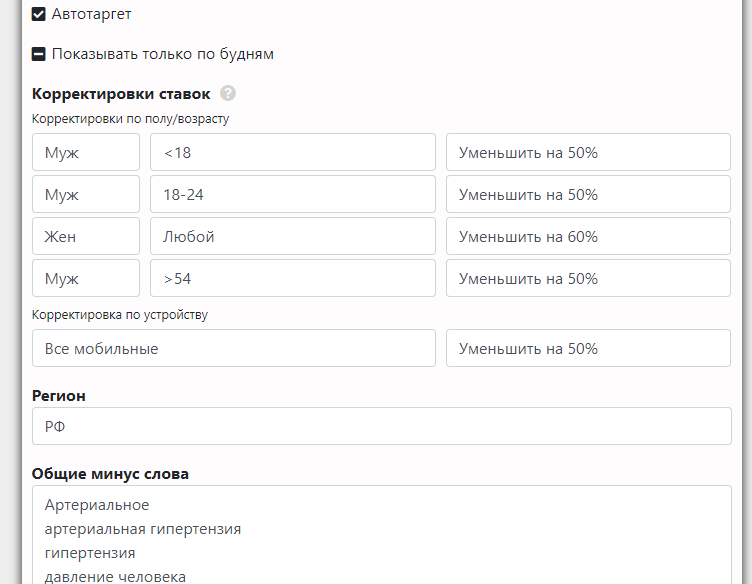 Автотаргет
Показывать только по будням
Корректировки ставок ?
Корректировки по полу/возрасту
Муж <18 Уменьшить на 50%
Муж 18-24 Уменьшить на 50%
Жен Любой Уменьшить на 60%
Муж >54 Уменьшить на 50%
Корректировка по устройству
Все мобильные Уменьшить на 50%
Регион
РФ
Общие минус слова
Артериальное
артериальная гипертензия
гипертензия
давление человека